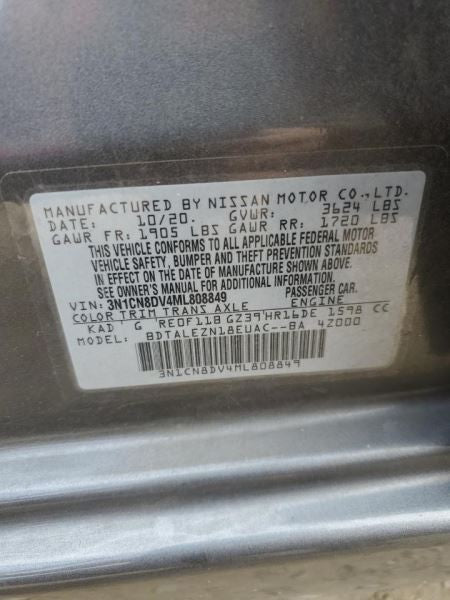 MANUFACTURED BY NISSAN MOTOR CO.,LTD.
DATE: 10/20. GVWR: 3624 LBS
GAWR FR: 1905 LBS GAWR RR: 1720 LBS
THIS VEHICLE CONFORMS TO ALL APPLICABLE FEDERAL MOTOR
VEHICLE SAFETY, BUMPER AND THEFT PREVENTION STANDARDS
IN EFFECT ON THE DATE OF MANUFACTURE SHOWN ABOVE.
SEE OWNER'S MANUAL FOR ADDITIONAL INFORMATION.
VIN: 3N1CN8DV4ML808849 PASSENGER CAR.
COLOR TRIM TRANS AXLE ENGINE
KAD G RE0F11B GZ39 HR16DE 1598 CC
MODEL: BDTALEZN18EUAC--BA 4Z000
3N1CN8DV4ML808849